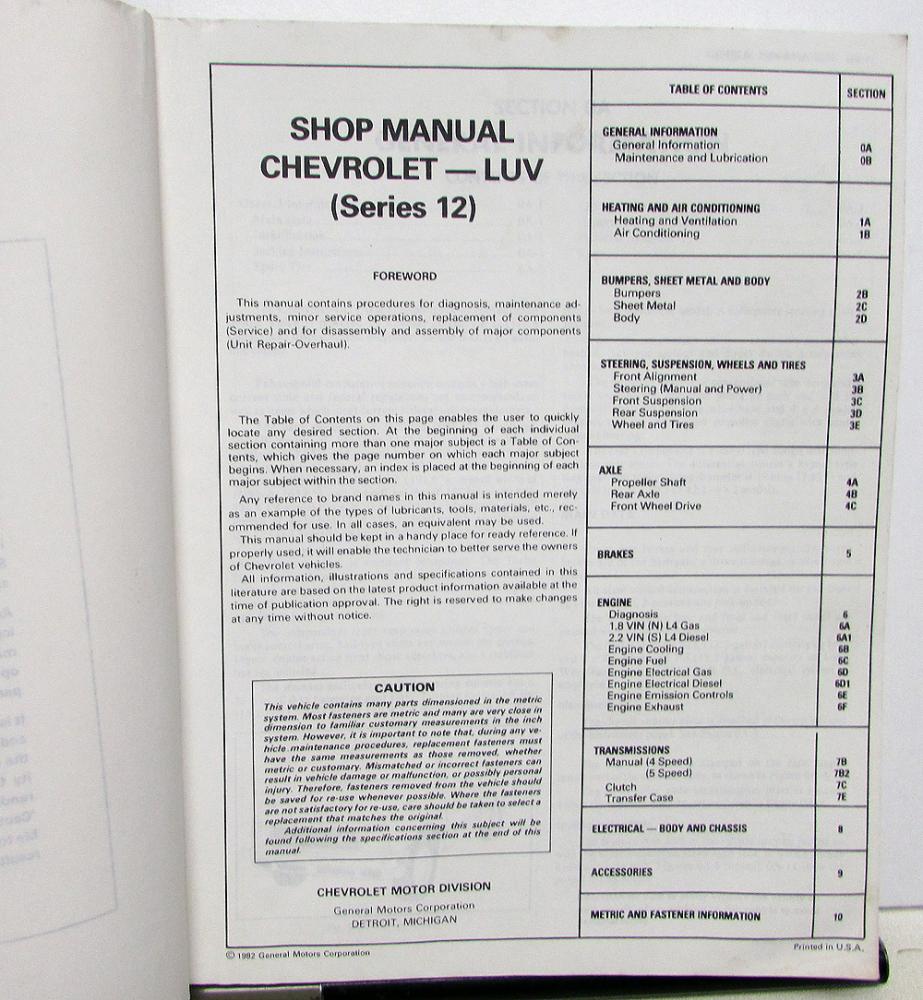 SHOP MANUAL
CHEVROLET — LUV
(Series 12)
FOREWORD
This manual contains procedures for diagnosis, maintenance ad-
justments, minor service operations, replacement of components
(Service) and for disassembly and assembly of major components
(Unit Repair-Overhaul).
The Table of Contents on this page enables the user to quickly
locate any desired section. At the beginning of each individual
section containing more than one major subject is a Table of Con-
tents, which gives the page number on which each major subject
begins. When necessary, an index is placed at the beginning of each
major subject within the section.
Any reference to brand names in this manual is intended merely
as an example of the types of lubricants, tools, materials, etc., rec-
ommended for use. In all cases, an equivalent may be used.
This manual should be kept in a handy place for ready reference. If
properly used, it will enable the technician to better serve the owners
of Chevrolet vehicles.
All information, illustrations and specifications contained in this
literature are based on the latest product information available at the
time of publication approval. The right is reserved to make changes
at any time without notice.
CAUTION
This vehicle contains many parts dimensioned in the metric
system. Most fasteners are metric and many are very close in
dimension to familiar customary measurements in the inch
system. However, it is important to note that, during any ve-
hicle maintenance procedures, replacement fasteners must
have the same measurements as those removed, whether
metric or customary. Mismatched or incorrect fasteners can
result in vehicle damage or malfunction, or possibly personal
injury. Therefore, fasteners removed from the vehicle should
be saved for re-use whenever possible. Where the fasteners
are not satisfactory for re-use, care should be taken to select a
replacement that matches the original.
Additional information concerning this subject will be
found following the specifications section at the end of this
manual.
CHEVROLET MOTOR DIVISION
General Motors Corporation
DETROIT, MICHIGAN
© 1982 General Motors Corporation
TABLE OF CONTENTS SECTION
GENERAL INFORMATION
General Information 0A
Maintenance and Lubrication 0B
HEATING AND AIR CONDITIONING
Heating and Ventilation 1A
Air Conditioning 1B
BUMPERS, SHEET METAL AND BODY
Bumpers 2B
Sheet Metal 2C
Body 2D
STEERING, SUSPENSION, WHEELS AND TIRES
Front Alignment 3A
Steering (Manual and Power) 3B
Front Suspension 3C
Rear Suspension 3D
Wheel and Tires 3E
AXLE
Propeller Shaft 4A
Rear Axle 4B
Front Wheel Drive 4C
BRAKES 5
ENGINE
Diagnosis 6
1.8 VIN (N) L4 Gas 6A
2.2 VIN (S) L4 Diesel 6A1
Engine Cooling 6B
Engine Fuel 6C
Engine Electrical Gas 6D
Engine Electrical Diesel 6D1
Engine Emission Controls 6E
Engine Exhaust 6F
TRANSMISSIONS
Manual (4 Speed) 7B
(5 Speed) 7B2
Clutch 7C
Transfer Case 7E
ELECTRICAL — BODY AND CHASSIS 8
ACCESSORIES 9
METRIC AND FASTENER INFORMATION 10
Printed in U.S.A.